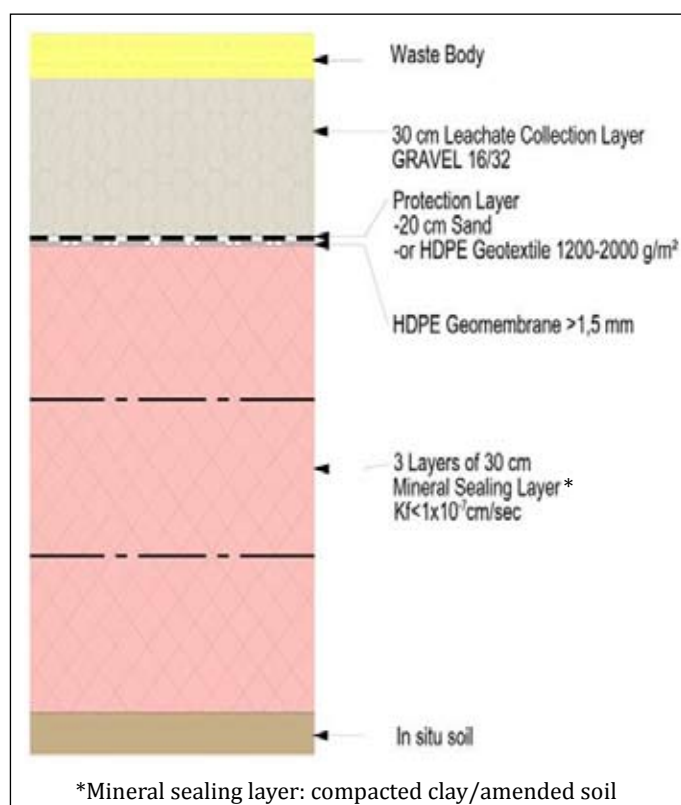 Waste Body
30 cm Leachate Collection Layer
GRAVEL 16/32
Protection Layer
-20 cm Sand
-or HDPE Geotextile 1200-2000 g/m²
HDPE Geomembrane >1,5 mm
3 Layers of 30 cm
Mineral Sealing Layer *
Kf<1x10⁻⁷cm/sec
In situ soil
*Mineral sealing layer: compacted clay/amended soil